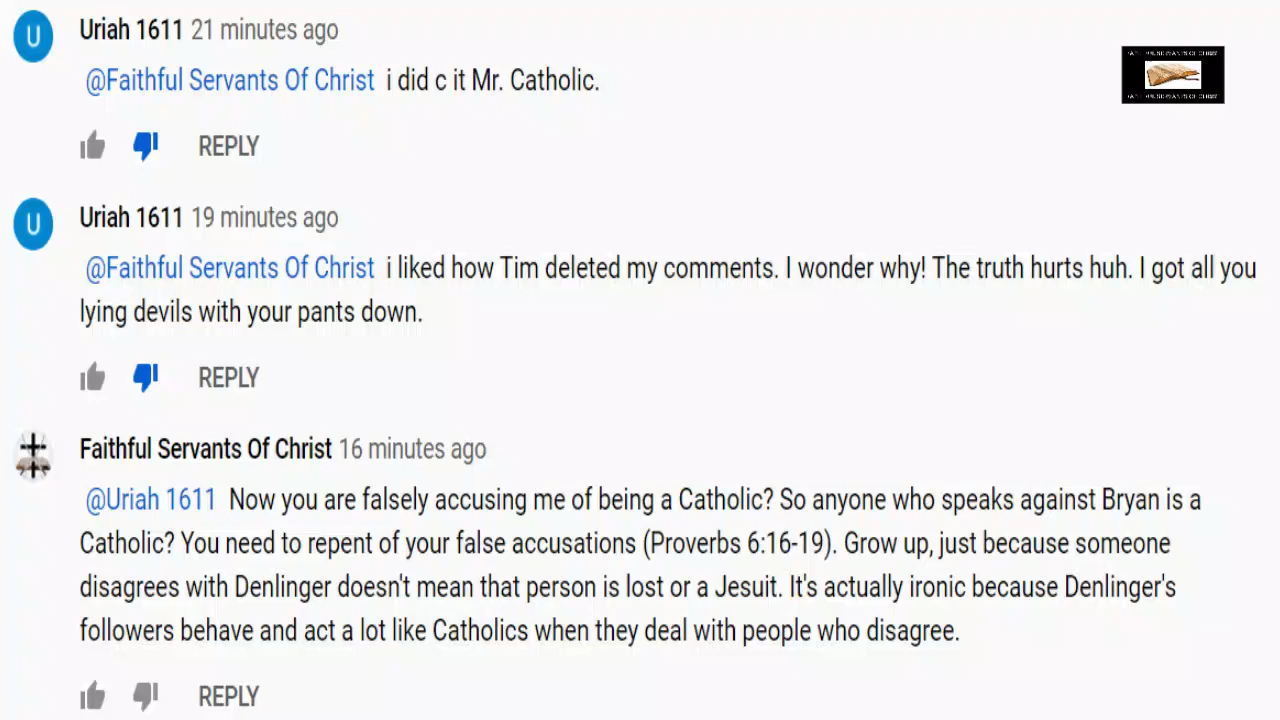 U
Uriah 1611 21 minutes ago
@Faithful Servants Of Christ i did c it Mr. Catholic.
REPLY
U
Uriah 1611 19 minutes ago
@Faithful Servants Of Christ i liked how Tim deleted my comments. I wonder why! The truth hurts huh. I got all you
lying devils with your pants down.
REPLY
Faithful Servants Of Christ 16 minutes ago
@Uriah 1611 Now you are falsely accusing me of being a Catholic? So anyone who speaks against Bryan is a
Catholic? You need to repent of your false accusations (Proverbs 6:16-19). Grow up, just because someone
disagrees with Denlinger doesn't mean that person is lost or a Jesuit. It's actually ironic because Denlinger's
followers behave and act a lot like Catholics when they deal with people who disagree.
REPLY